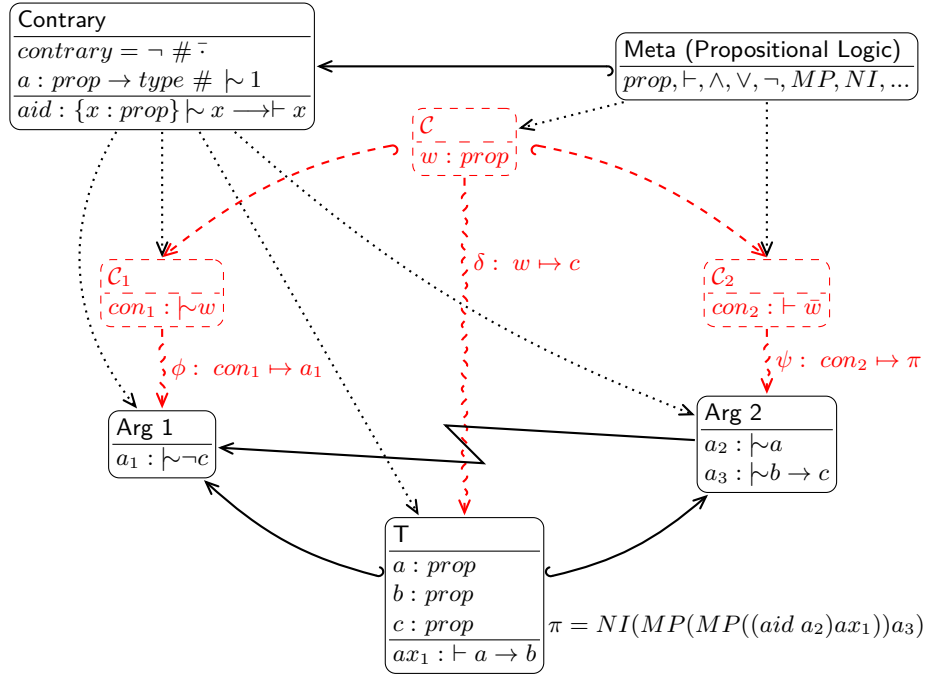 Contrary
contrary = ¬ # ·̄
a : prop → type # |∼ 1
aid : {x : prop} |∼ x ⟶⊢ x
Meta (Propositional Logic)
prop, ⊢, ∧, ∨, ¬, MP, NI, ...
𝒞
w : prop
δ : w ↦ c
𝒞₁
con₁ : |∼w
𝒞₂
con₂ : ⊢ w̄
ϕ : con₁ ↦ a₁
ψ : con₂ ↦ π
Arg 1
a₁ : |∼¬c
Arg 2
a₂ : |∼a
a₃ : |∼b → c
T
a : prop
b : prop
c : prop
ax₁ : ⊢ a → b
π = NI(MP(MP((aid a₂)ax₁))a₃)